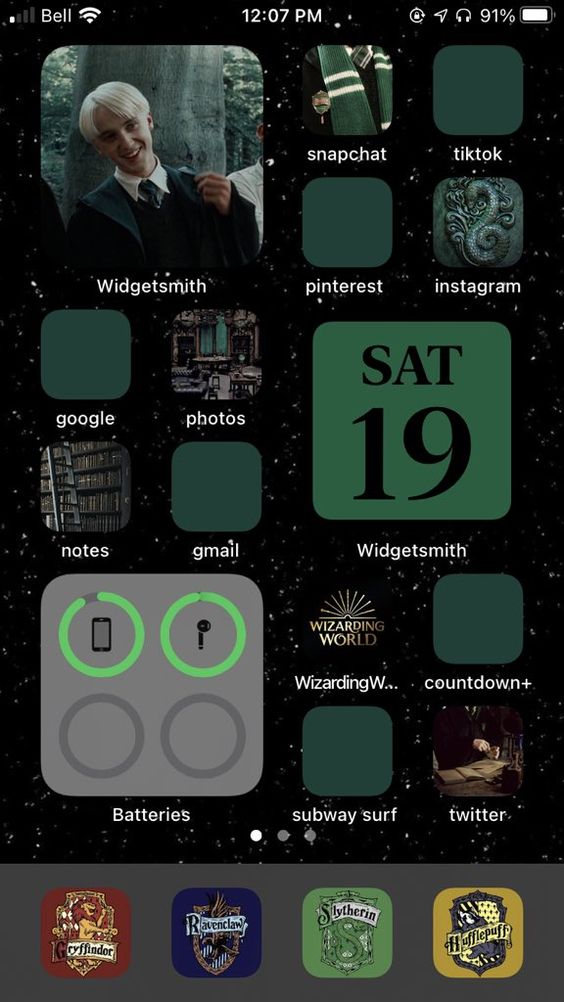 Bell
12:07 PM
91%
Widgetsmith
snapchat
tiktok
pinterest
instagram
google
photos
SAT
19
notes
gmail
Widgetsmith
WIZARDING
WORLD
WizardingW...
countdown+
Batteries
subway surf
twitter
Gryffindor
Ravenclaw
Slytherin
Hufflepuff